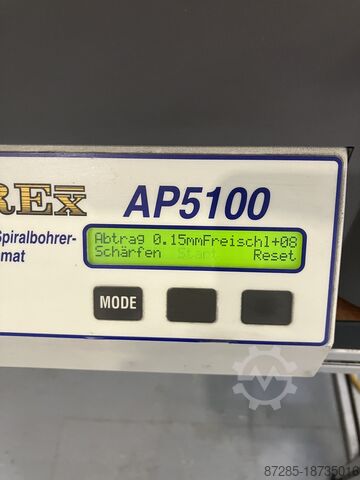 REX AP5100
Spiralbohrer-
mat
Abtrag 0.15mmFreischl+08
Schärfen Start Reset
MODE
87285-18735016